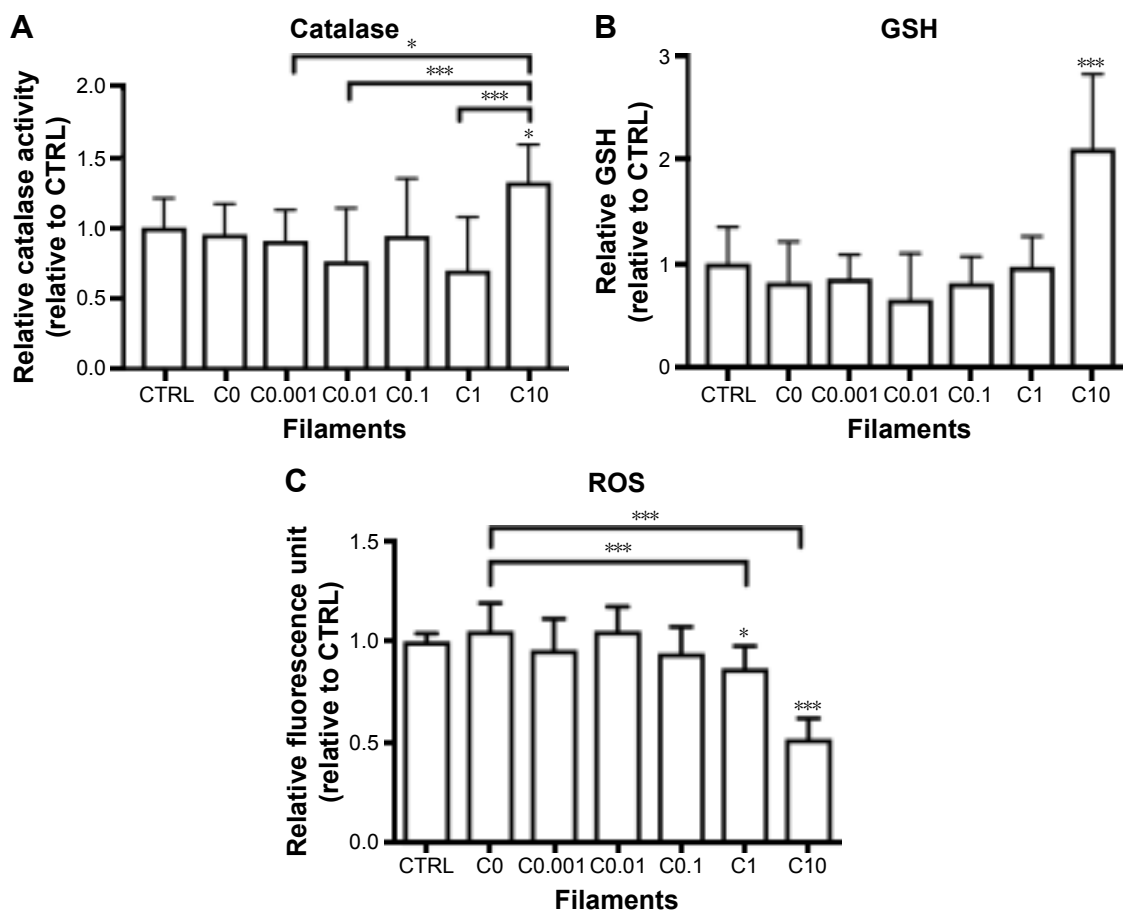 A
Catalase
*
***
***
*
Relative catalase activity
(relative to CTRL)
2.0
1.5
1.0
0.5
0.0
CTRL C0 C0.001 C0.01 C0.1 C1 C10
Filaments
B
GSH
***
Relative GSH
(relative to CTRL)
3
2
1
0
CTRL C0 C0.001 C0.01 C0.1 C1 C10
Filaments
C
ROS
***
***
*
***
Relative fluorescence unit
(relative to CTRL)
1.5
1.0
0.5
0.0
CTRL C0 C0.001 C0.01 C0.1 C1 C10
Filaments